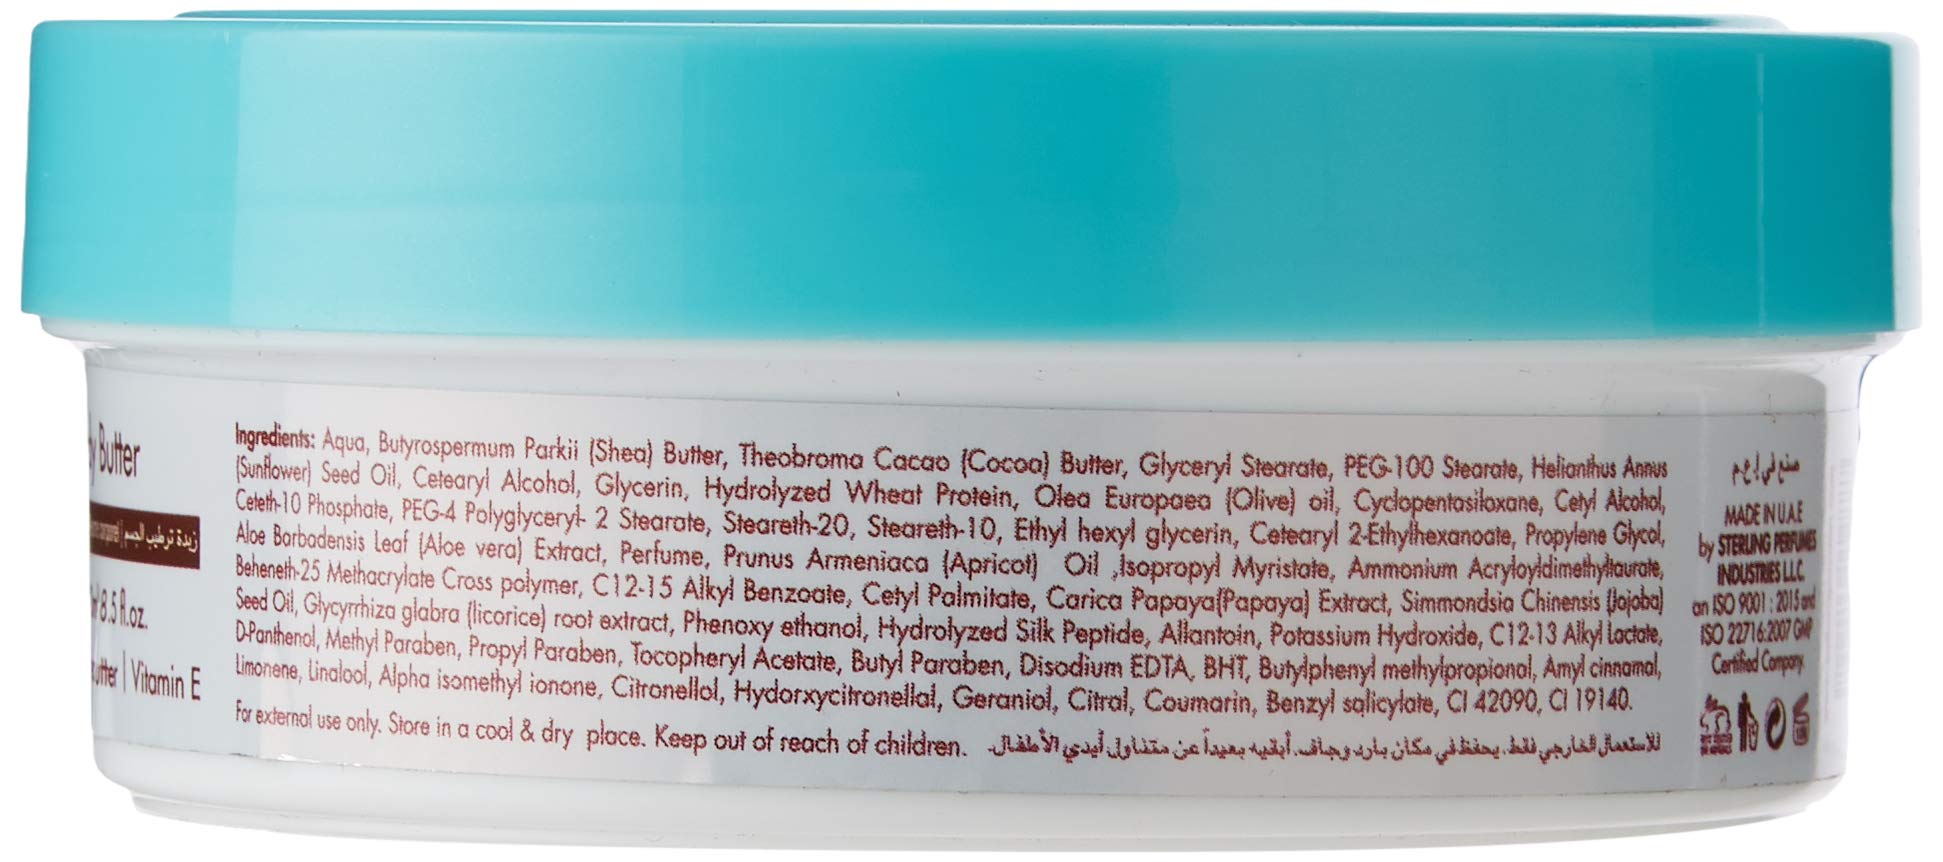 Butter
زبدة ترطيب الجسم
8.5 fl.oz.
| Vitamin E
Ingredients: Aqua, Butyrospermum Parkii (Shea) Butter, Theobroma Cacao (Cocoa) Butter, Glyceryl Stearate, PEG-100 Stearate, Helianthus Annus
(Sunflower) Seed Oil, Cetearyl Alcohol, Glycerin, Hydrolyzed Wheat Protein, Olea Europaea (Olive) oil, Cyclopentasiloxane, Cetyl Alcohol,
Ceteth-10 Phosphate, PEG-4 Polyglyceryl- 2 Stearate, Steareth-20, Steareth-10, Ethyl hexyl glycerin, Cetearyl 2-Ethylhexanoate, Propylene Glycol,
Aloe Barbadensis Leaf (Aloe vera) Extract, Perfume, Prunus Armeniaca (Apricot) Oil ,Isopropyl Myristate, Ammonium Acryloyldimethyltaurate,
Beheneth-25 Methacrylate Cross polymer, C12-15 Alkyl Benzoate, Cetyl Palmitate, Carica Papaya(Papaya) Extract, Simmondsia Chinensis (Jojoba)
Seed Oil, Glycyrrhiza glabra (licorice) root extract, Phenoxy ethanol, Hydrolyzed Silk Peptide, Allantoin, Potassium Hydroxide, C12-13 Alkyl Lactate,
D-Panthenol, Methyl Paraben, Propyl Paraben, Tocopheryl Acetate, Butyl Paraben, Disodium EDTA, BHT, Butylphenyl methylpropional, Amyl cinnamal,
Limonene, Linalool, Alpha isomethyl ionone, Citronellol, Hydorxycitronellal, Geraniol, Citral, Coumarin, Benzyl salicylate, CI 42090, CI 19140.
For external use only. Store in a cool & dry place. Keep out of reach of children. للاستعمال الخارجي فقط. يحفظ في مكان بارد وجاف. أبقيه بعيداً عن متناول أيدي الأطفال.
صنع في ا.ع.م
MADE IN U.A.E
by STERLING PERFUMES
INDUSTRIES L.L.C.
an ISO 9001 : 2015 and
ISO 22716:2007 GMP
Certified Company.